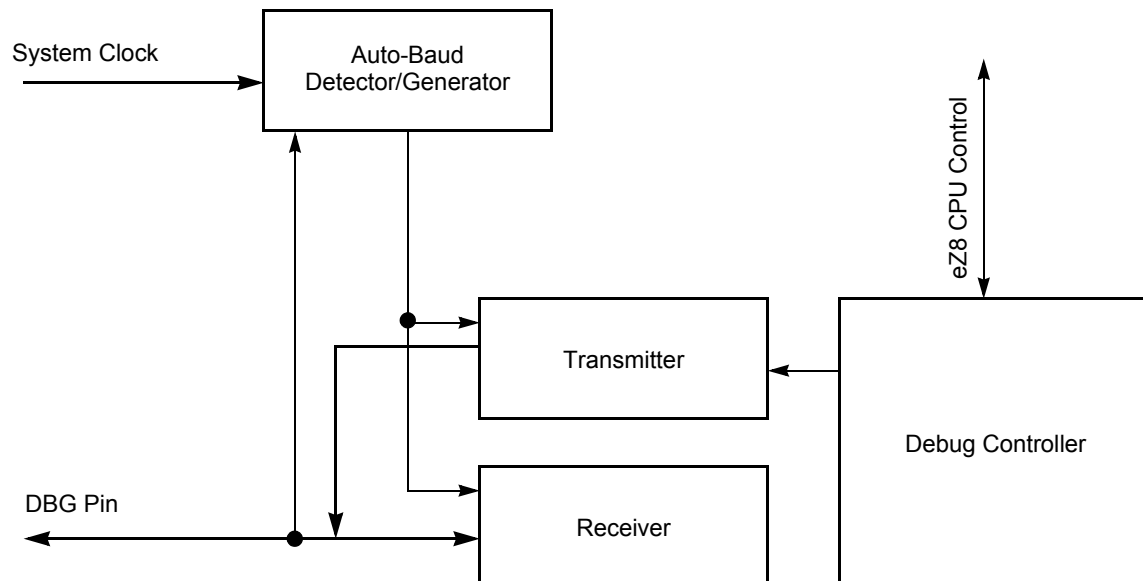 System Clock
Auto-Baud
Detector/Generator
eZ8 CPU Control
Transmitter
Debug Controller
DBG Pin
Receiver